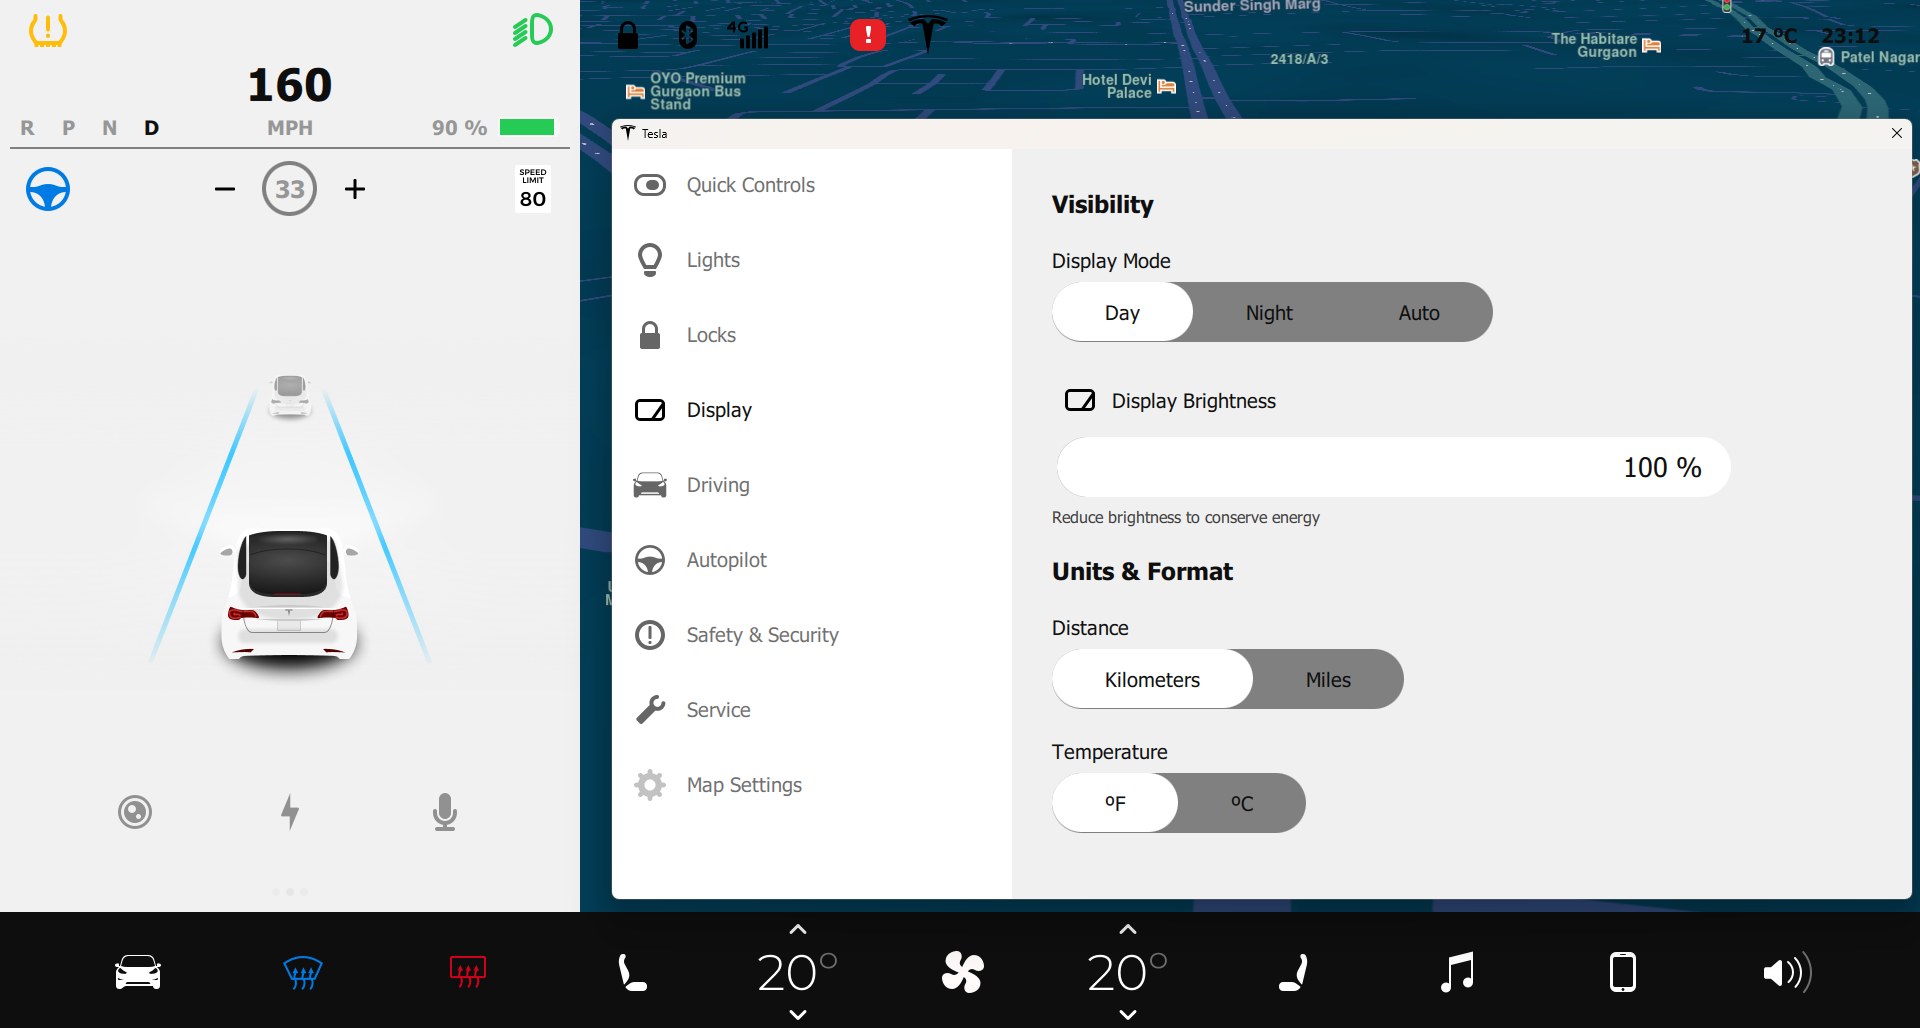 160
R P N D
MPH
90 %
33
SPEED
LIMIT
80
4G
Sunder Singh Marg
2418/A/3
The Habitare
Gurgaon
17 ºC
23:12
Patel Nagar
OYO Premium
Gurgaon Bus
Stand
Hotel Devi
Palace
Tesla
Quick Controls
Lights
Locks
Display
Driving
Autopilot
Safety & Security
Service
Map Settings
Visibility
Display Mode
Day
Night
Auto
Display Brightness
100 %
Reduce brightness to conserve energy
Units & Format
Distance
Kilometers
Miles
Temperature
ºF
ºC
20°
20°